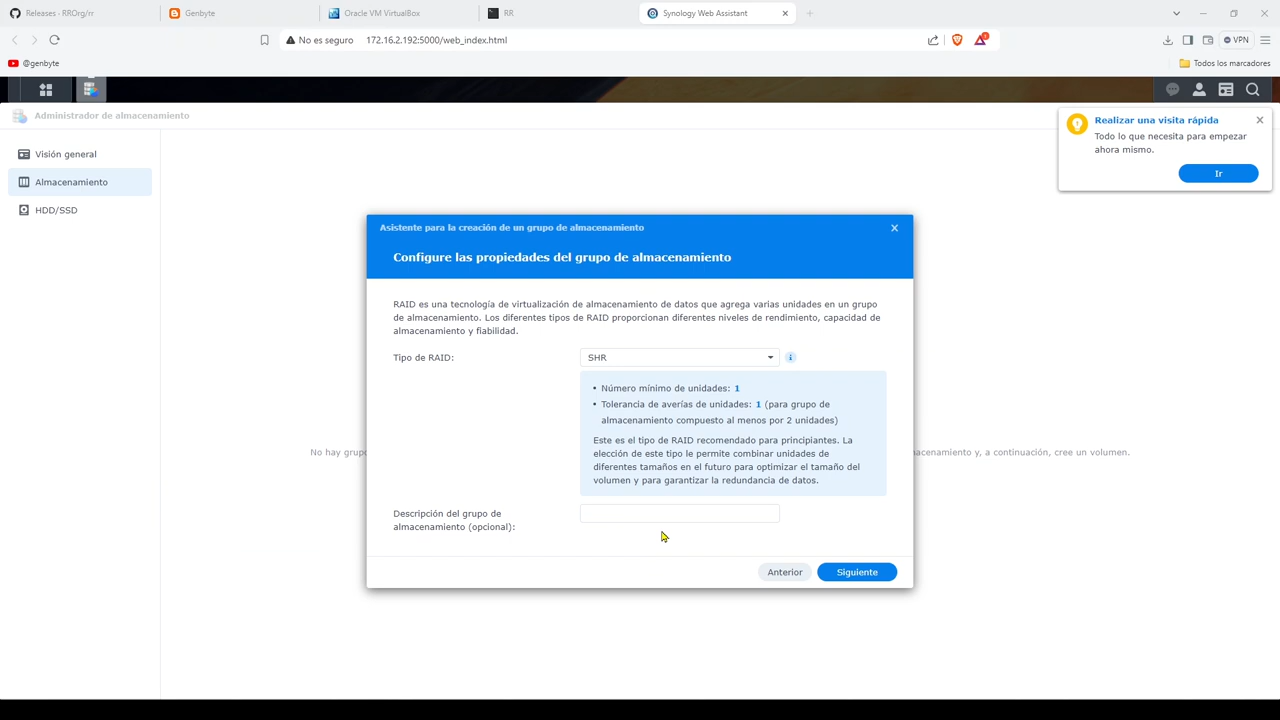 Releases · RROrg/rr
Genbyte
Oracle VM VirtualBox
RR
Synology Web Assistant
No es seguro
172.16.2.192:5000/web_index.html
VPN
@genbyte
Todos los marcadores
Administrador de almacenamiento
Visión general
Almacenamiento
HDD/SSD
Realizar una visita rápida
Todo lo que necesita para empezar
ahora mismo.
Ir
Asistente para la creación de un grupo de almacenamiento
Configure las propiedades del grupo de almacenamiento
RAID es una tecnología de virtualización de almacenamiento de datos que agrega varias unidades en un grupo
de almacenamiento. Los diferentes tipos de RAID proporcionan diferentes niveles de rendimiento, capacidad de
almacenamiento y fiabilidad.
Tipo de RAID:
SHR
• Número mínimo de unidades: 1
• Tolerancia de averías de unidades: 1 (para grupo de
almacenamiento compuesto al menos por 2 unidades)
Este es el tipo de RAID recomendado para principiantes. La
elección de este tipo le permite combinar unidades de
diferentes tamaños en el futuro para optimizar el tamaño del
volumen y para garantizar la redundancia de datos.
No hay grupo
macenamiento y, a continuación, cree un volumen.
Descripción del grupo de
almacenamiento (opcional):
Anterior
Siguiente